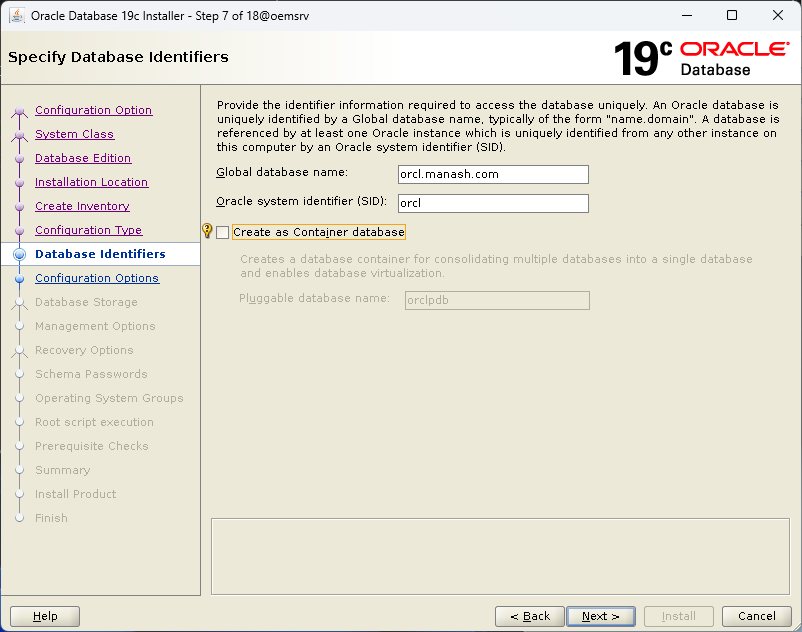 Oracle Database 19c Installer - Step 7 of 18@oemsrv
Specify Database Identifiers
19c ORACLE
Database
Configuration Option
System Class
Database Edition
Installation Location
Create Inventory
Configuration Type
Database Identifiers
Configuration Options
Database Storage
Management Options
Recovery Options
Schema Passwords
Operating System Groups
Root script execution
Prerequisite Checks
Summary
Install Product
Finish
Provide the identifier information required to access the database uniquely. An Oracle database is
uniquely identified by a Global database name, typically of the form "name.domain". A database is
referenced by at least one Oracle instance which is uniquely identified from any other instance on
this computer by an Oracle system identifier (SID).
Global database name: orcl.manash.com
Oracle system identifier (SID): orcl
Create as Container database
Creates a database container for consolidating multiple databases into a single database
and enables database virtualization.
Pluggable database name: orclpdb
Help < Back Next > Install Cancel